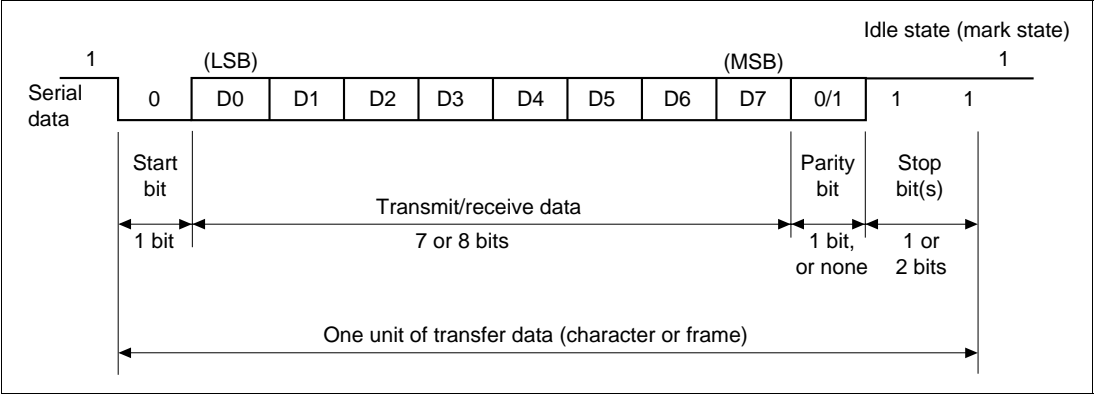 Idle state (mark state)
1 (LSB) (MSB) 1
Serial
data
0 D0 D1 D2 D3 D4 D5 D6 D7 0/1 1 1
Start
bit
Parity
bit
Stop
bit(s)
Transmit/receive data
1 bit
7 or 8 bits
1 bit,
or none
1 or
2 bits
One unit of transfer data (character or frame)